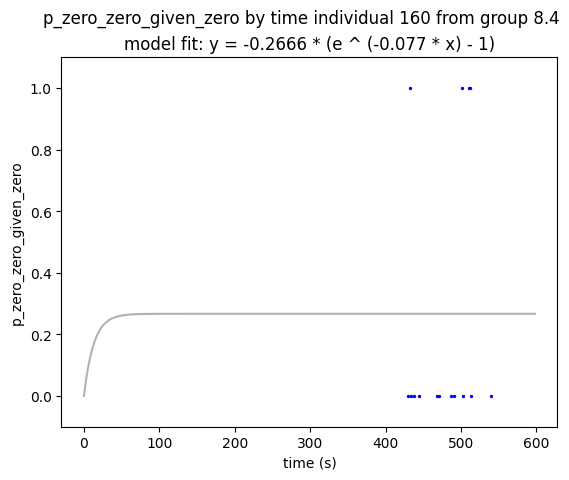 p_zero_zero_given_zero by time individual 160 from group 8.4
model fit: y = -0.2666 * (e ^ (-0.077 * x) - 1)
p_zero_zero_given_zero
1.0
0.8
0.6
0.4
0.2
0.0
0 100 200 300 400 500 600
time (s)